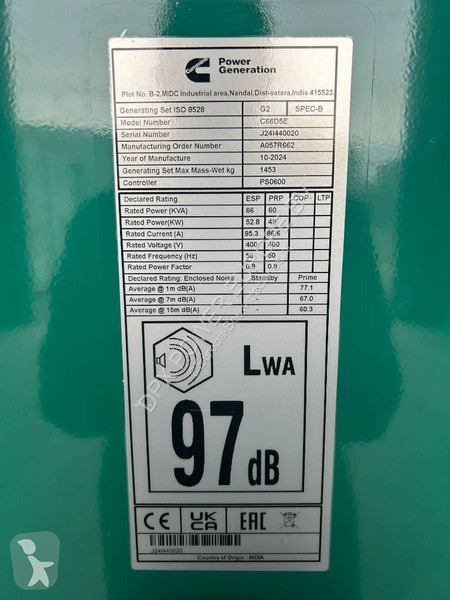 Power
Generation
Plot No. B-2,MIDC Industrial area,Nandal,Dist-satara,India 415523.
Generating Set ISO 8528 G2 SPEC-B
Model Number C66D5E
Serial Number J24I440020
Manufacturing Order Number A057R662
Year of Manufacture 10-2024
Generating Set Max Mass-Wet kg 1453
Controller PS0600
Declared Rating ESP PRP COP LTP
Rated Power (KVA) 66 60
Rated Power(KW) 52.8 48
Rated Current (A) 95.3 86.6
Rated Voltage (V) 400 400
Rated Frequency (Hz) 50 50
Rated Power Factor 0.8 0.8
Declared Rating: Enclosed Noise Standby Prime
Average @ 1m dB(A) - 77.1
Average @ 7m dB(A) - 67.0
Average @ 15m dB(A) - 60.3
LWA
97 dB
CE UK CA EAC
J24I440020
Country of Origin : INDIA